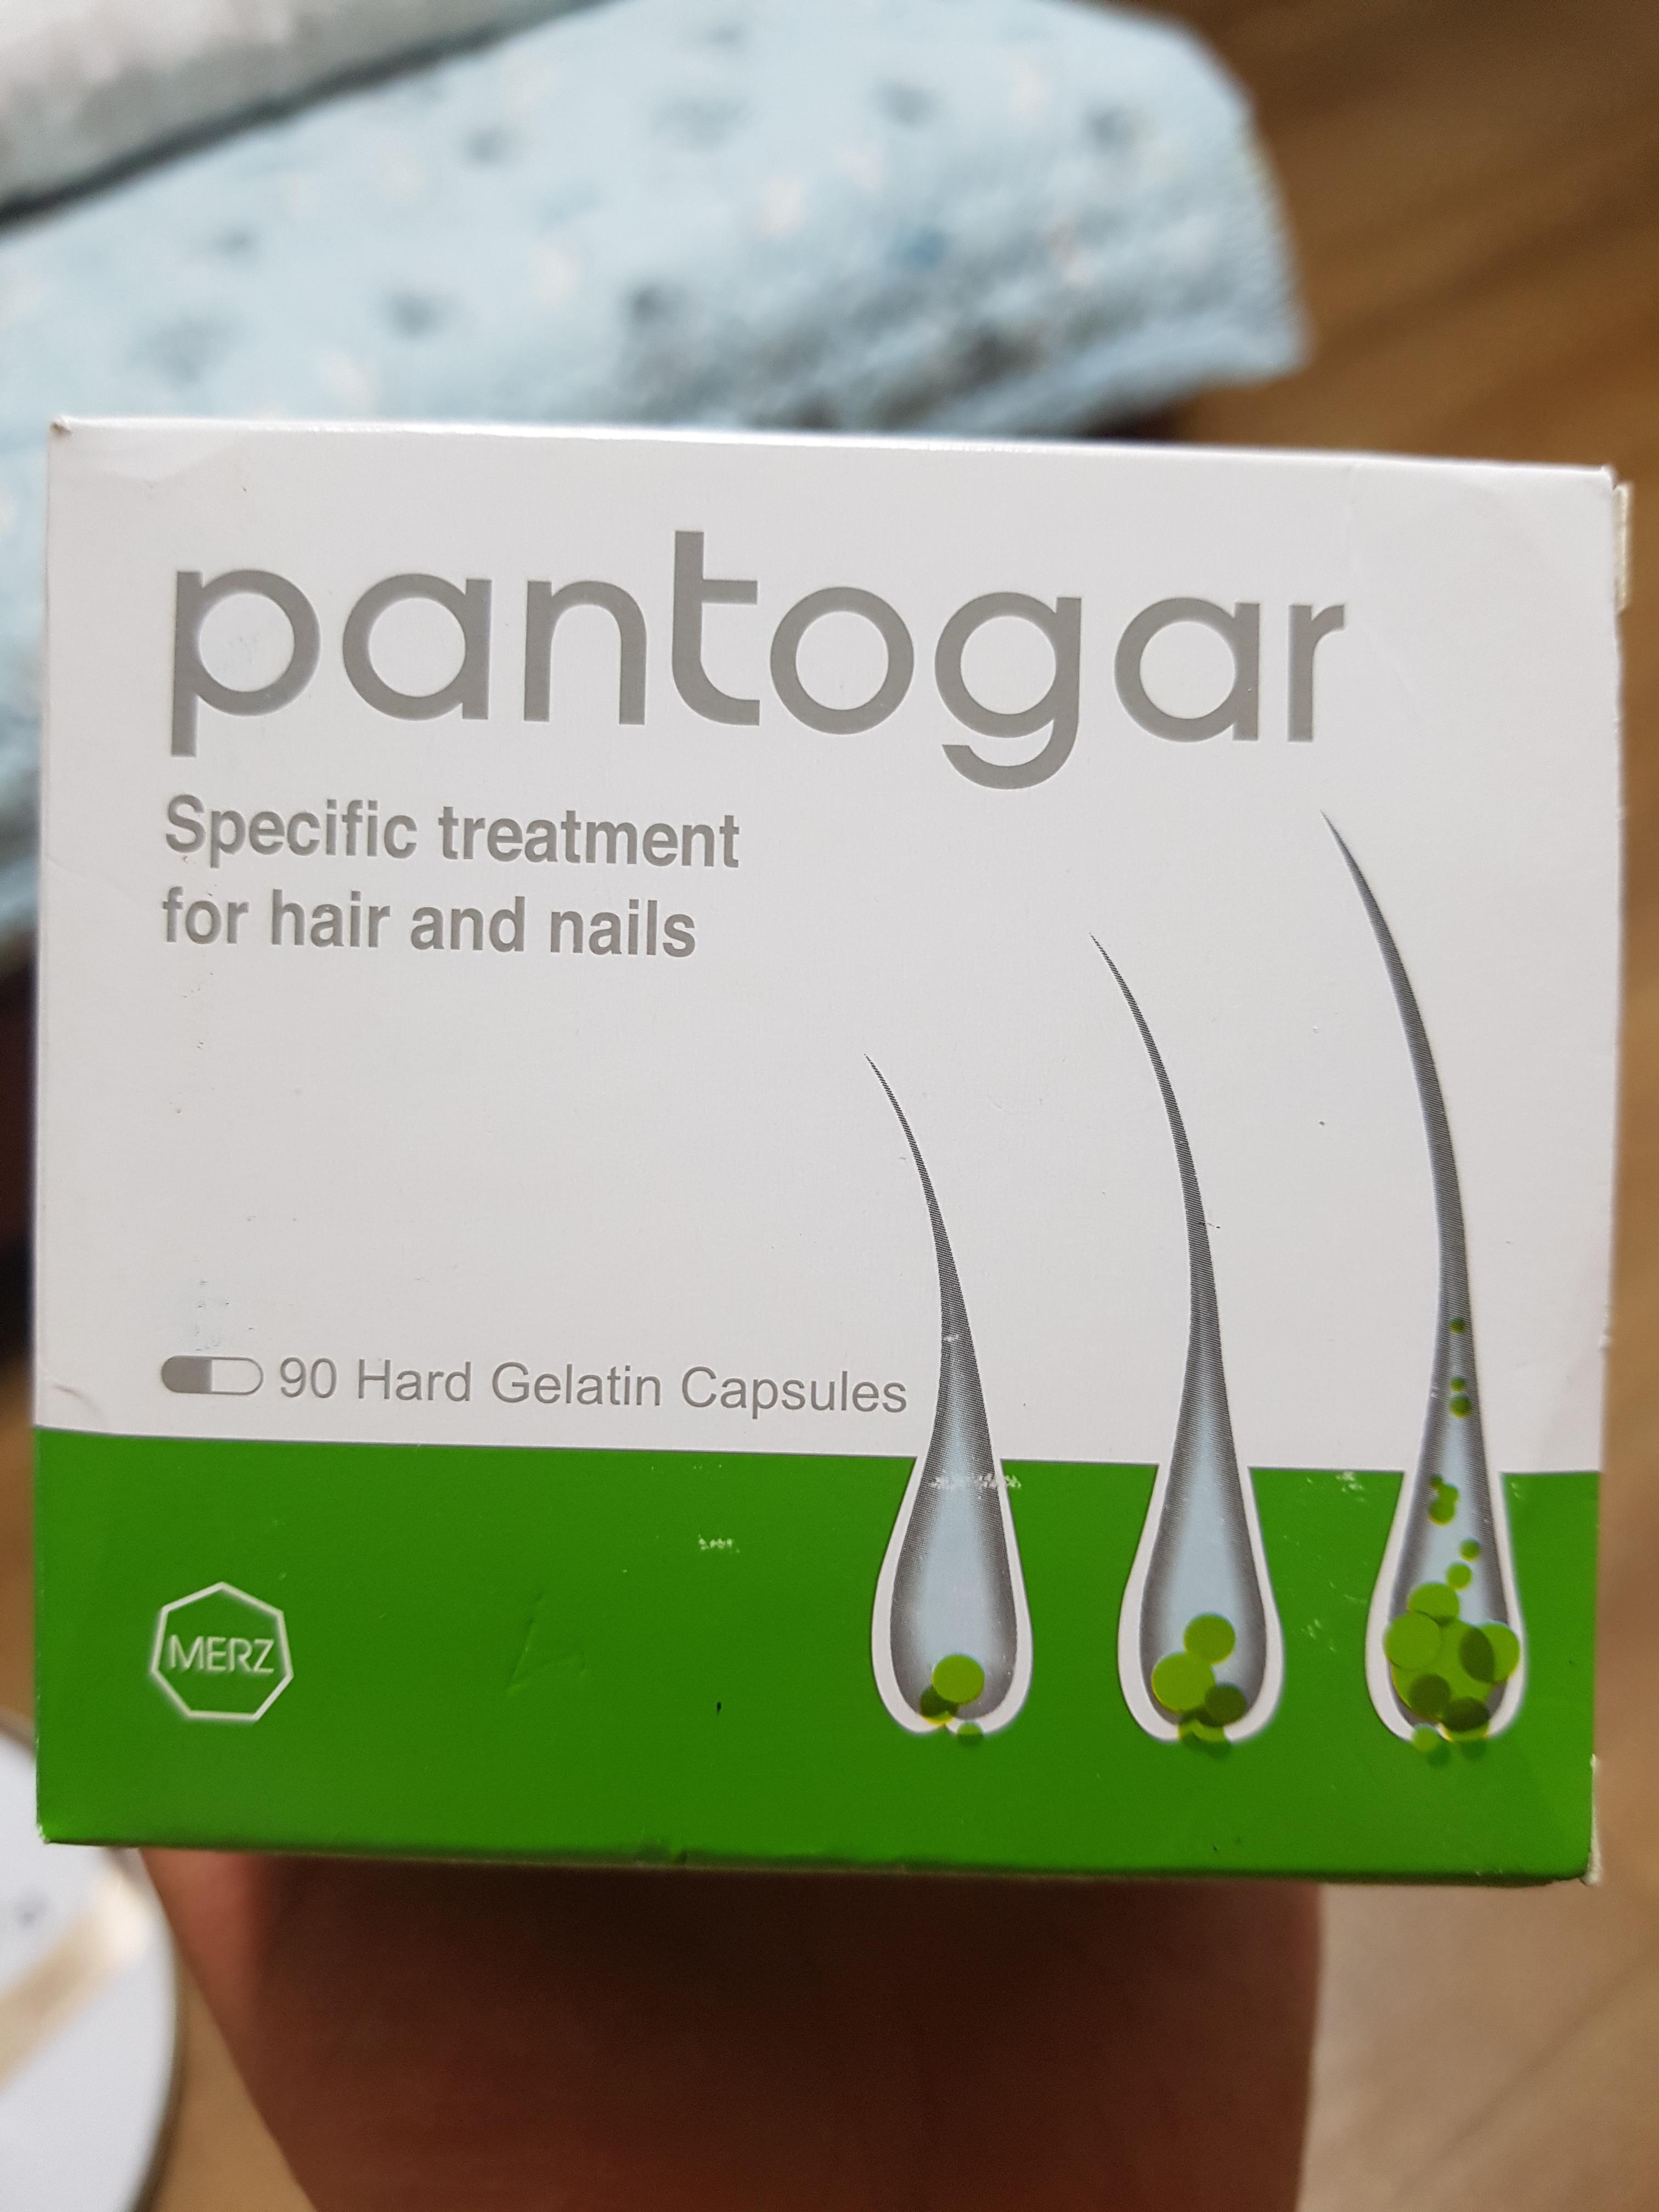 pantogar
Specific treatment
for hair and nails
90 Hard Gelatin Capsules
MERZ